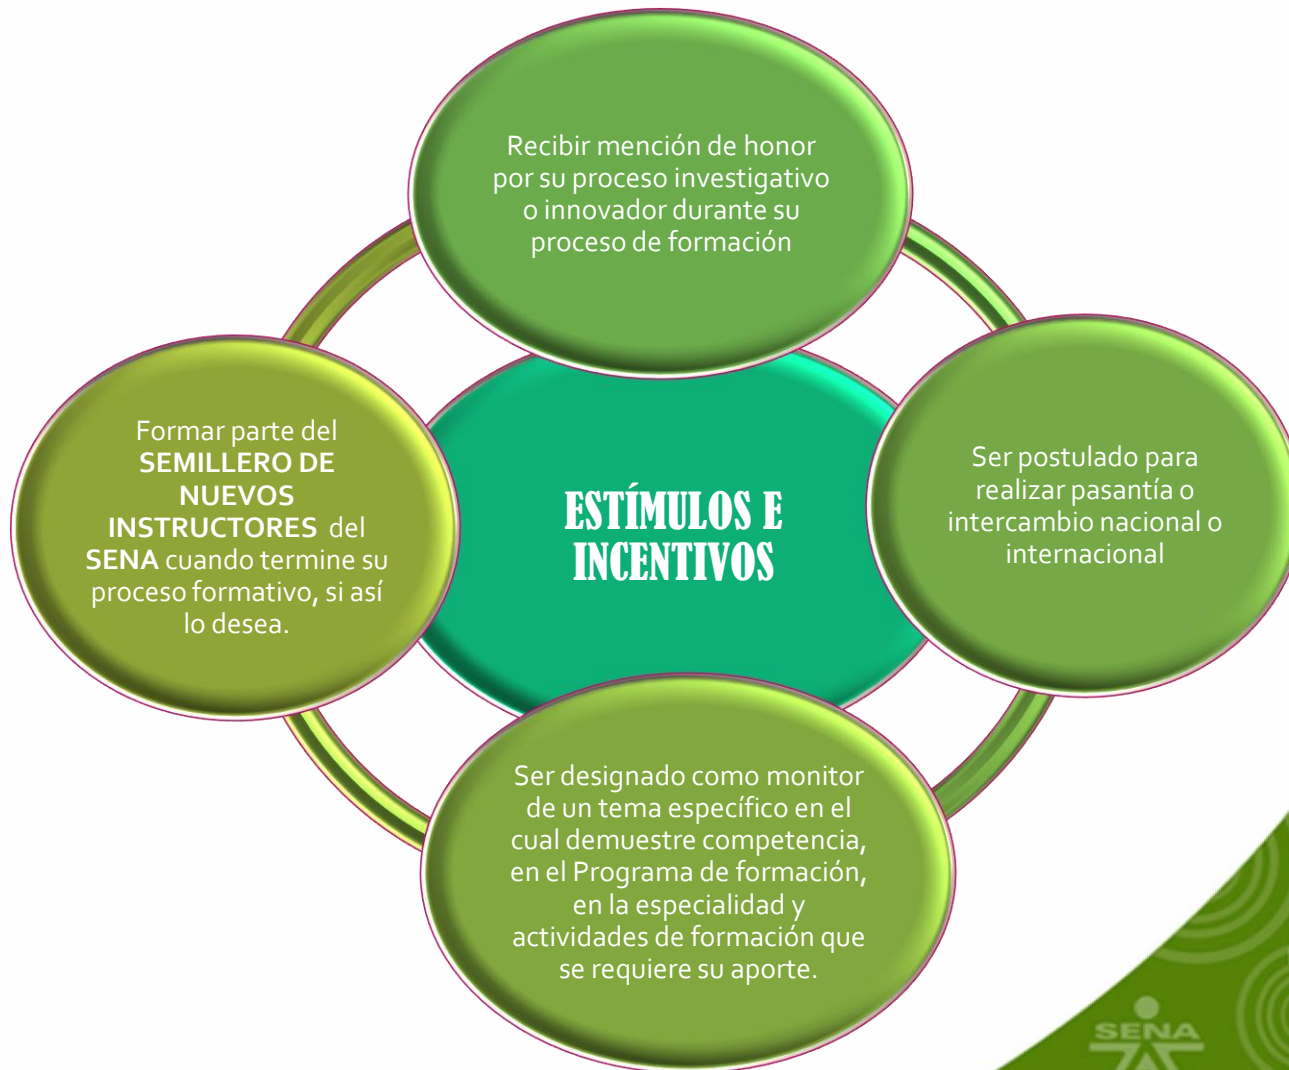 Recibir mención de honor
por su proceso investigativo
o innovador durante su
proceso de formación
Formar parte del
SEMILLERO DE
NUEVOS
INSTRUCTORES del
SENA cuando termine su
proceso formativo, si así
lo desea.
ESTÍMULOS E
INCENTIVOS
Ser postulado para
realizar pasantía o
intercambio nacional o
internacional
Ser designado como monitor
de un tema específico en el
cual demuestre competencia,
en el Programa de formación,
en la especialidad y
actividades de formación que
se requiere su aporte.
SENA